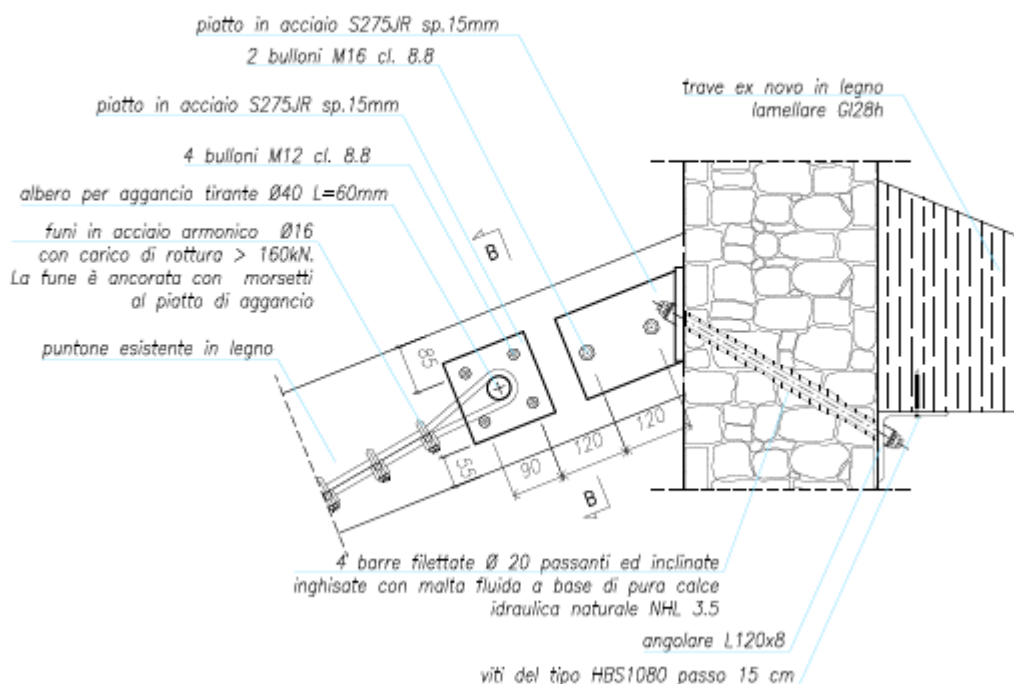 piatto in acciaio S275JR sp.15mm
2 bulloni M16 cl. 8.8
piatto in acciaio S275JR sp.15mm
4 bulloni M12 cl. 8.8
albero per aggancio tirante Ø40 L=60mm
funi in acciaio armonico Ø16
con carico di rottura > 160kN.
La fune è ancorata con morsetti
al piatto di aggancio
puntone esistente in legno
trave ex novo in legno
lamellare Gl28h
B
85
55
90
120
120
B
4 barre filettate Ø 20 passanti ed inclinate
inghisate con malta fluida a base di pura calce
idraulica naturale NHL 3.5
angolare L120x8
viti del tipo HBS1080 passo 15 cm